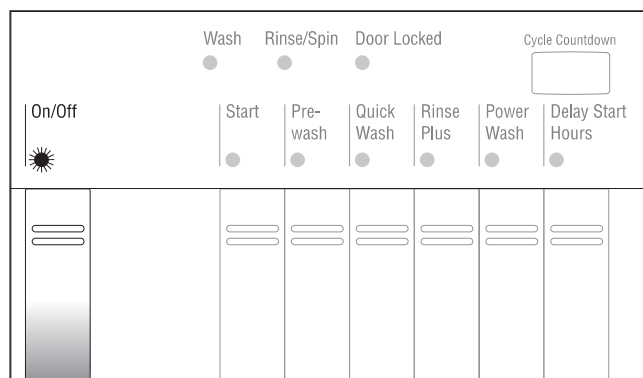 Wash Rinse/Spin Door Locked Cycle Countdown
On/Off Start Pre- Quick Rinse Power Delay Start
wash Wash Plus Wash Hours